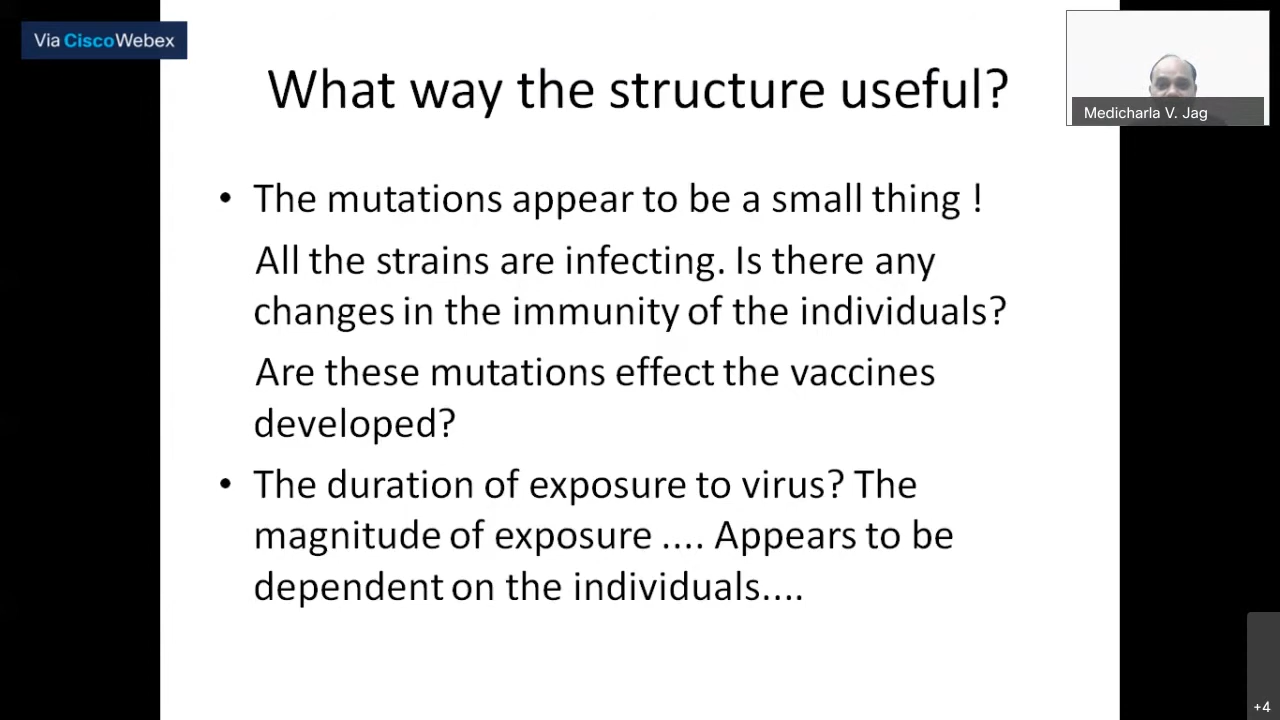 Via CiscoWebex
What way the structure useful?
Medicharla V. Jag
• The mutations appear to be a small thing !
All the strains are infecting. Is there any
changes in the immunity of the individuals?
Are these mutations effect the vaccines
developed?
• The duration of exposure to virus? The
magnitude of exposure .... Appears to be
dependent on the individuals....
+4